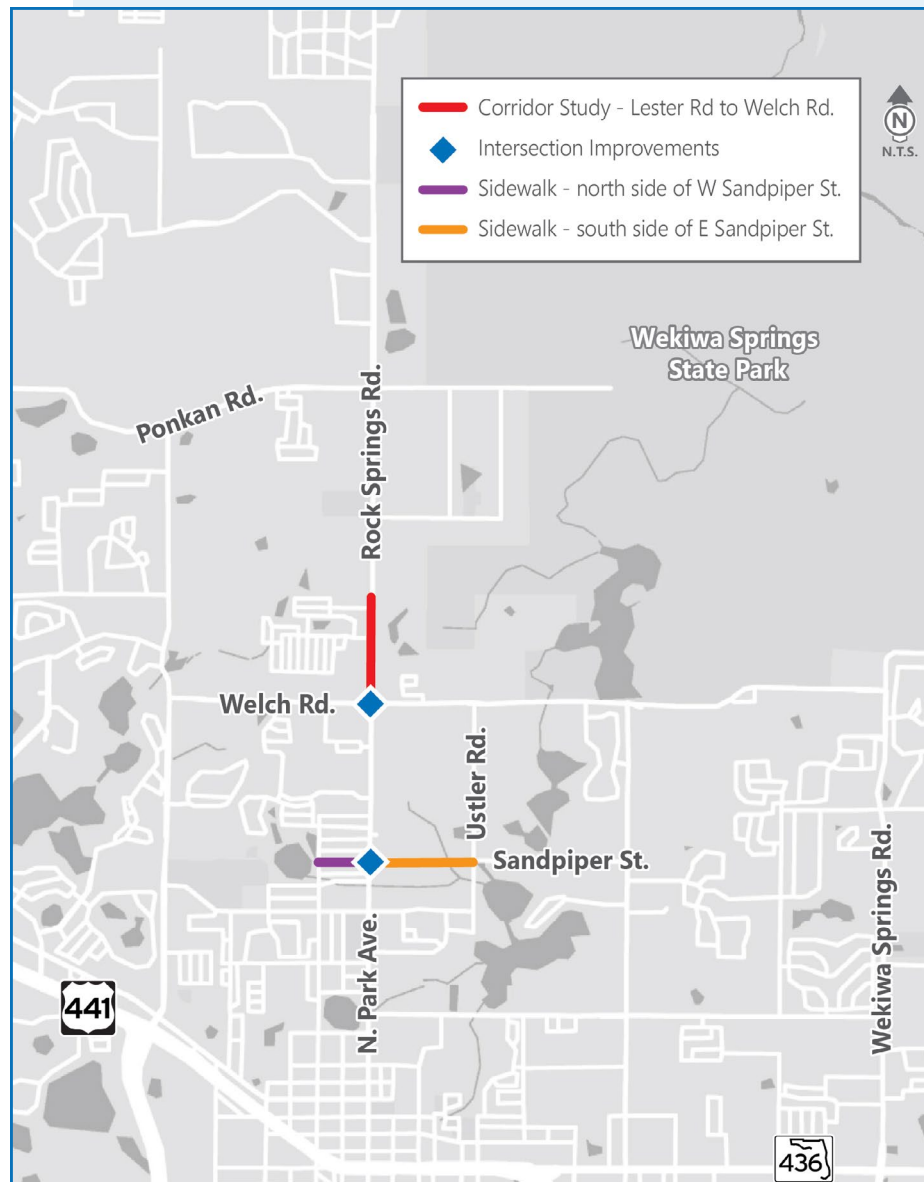 Corridor Study - Lester Rd to Welch Rd.
Intersection Improvements
Sidewalk - north side of W Sandpiper St.
Sidewalk - south side of E Sandpiper St.
N
N.T.S.
Wekiwa Springs
State Park
Ponkan Rd.
Rock Springs Rd.
Welch Rd.
Ustler Rd.
Sandpiper St.
N. Park Ave.
Wekiwa Springs Rd.
441
436